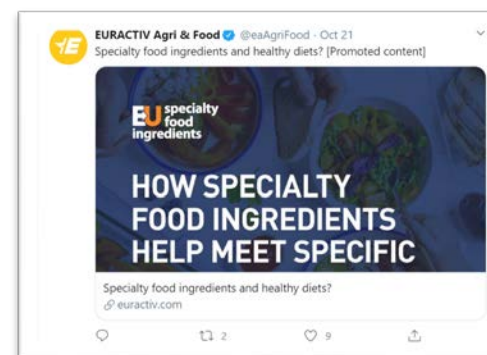 EURACTIV Agri & Food @eaAgriFood · Oct 21
Specialty food ingredients and healthy diets? [Promoted content]
EU specialty
food
ingredients
HOW SPECIALTY
FOOD INGREDIENTS
HELP MEET SPECIFIC
Specialty food ingredients and healthy diets?
euractiv.com
2 9